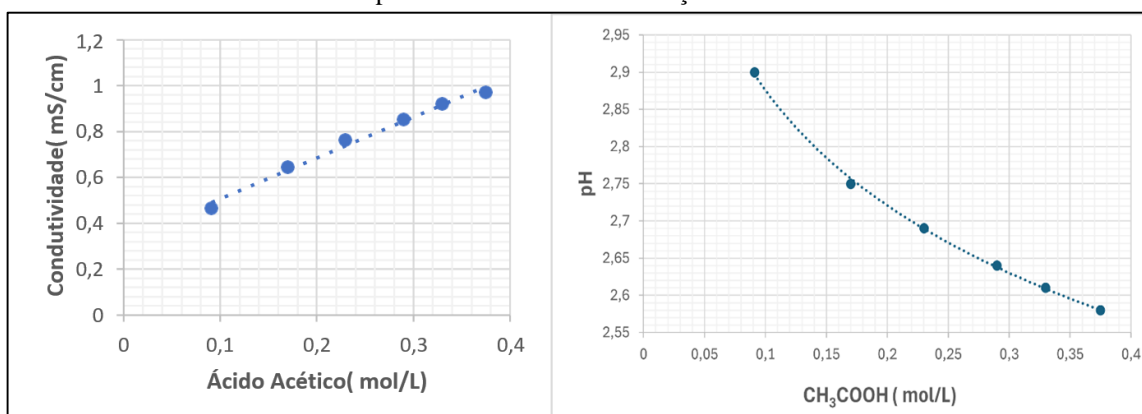 1,2
1
0,8
0,6
0,4
0,2
0
0 0,1 0,2 0,3 0,4
Condutividade( mS/cm)
Ácido Acético( mol/L)
2,95
2,9
2,85
2,8
2,75
2,7
2,65
2,6
2,55
0 0,05 0,1 0,15 0,2 0,25 0,3 0,35 0,4
pH
CH₃COOH ( mol/L)